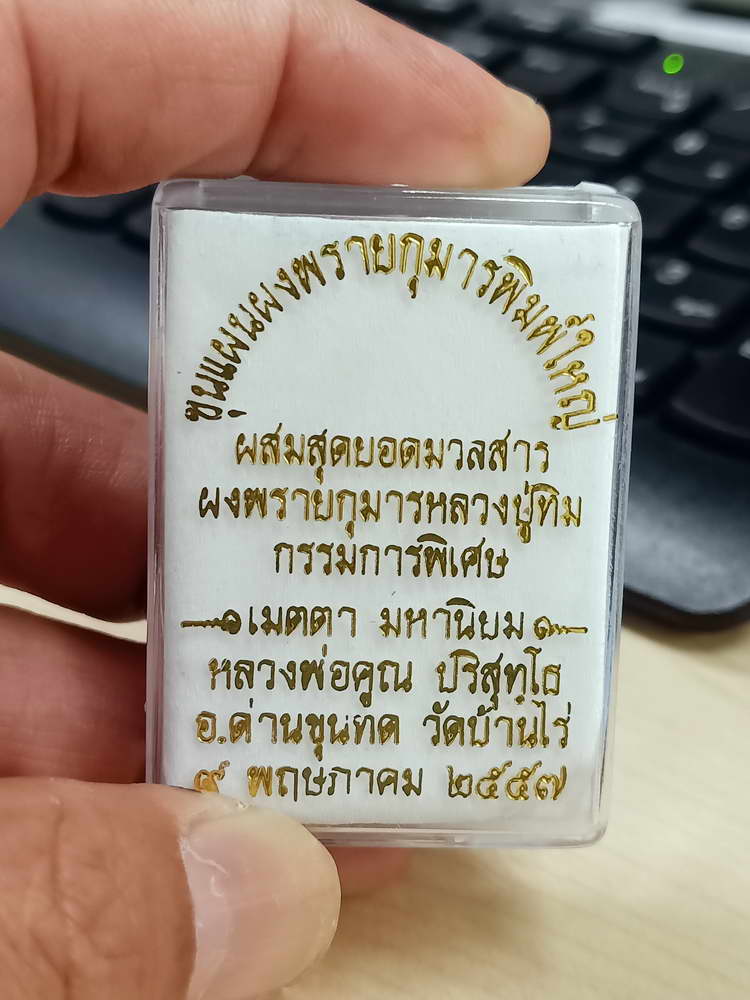 ขุนแผนผงพรายกุมารพิมพ์ใหญ่
ผสมสุดยอดมวลสาร
ผงพรายกุมารหลวงปู่ทิม
กรรมการพิเศษ
เมตตา มหานิยม
หลวงพ่อคูณ ปริสุทฺโธ
อ.ด่านขุนทด วัดบ้านไร่
๙ พฤษภาคม ๒๕๕๗